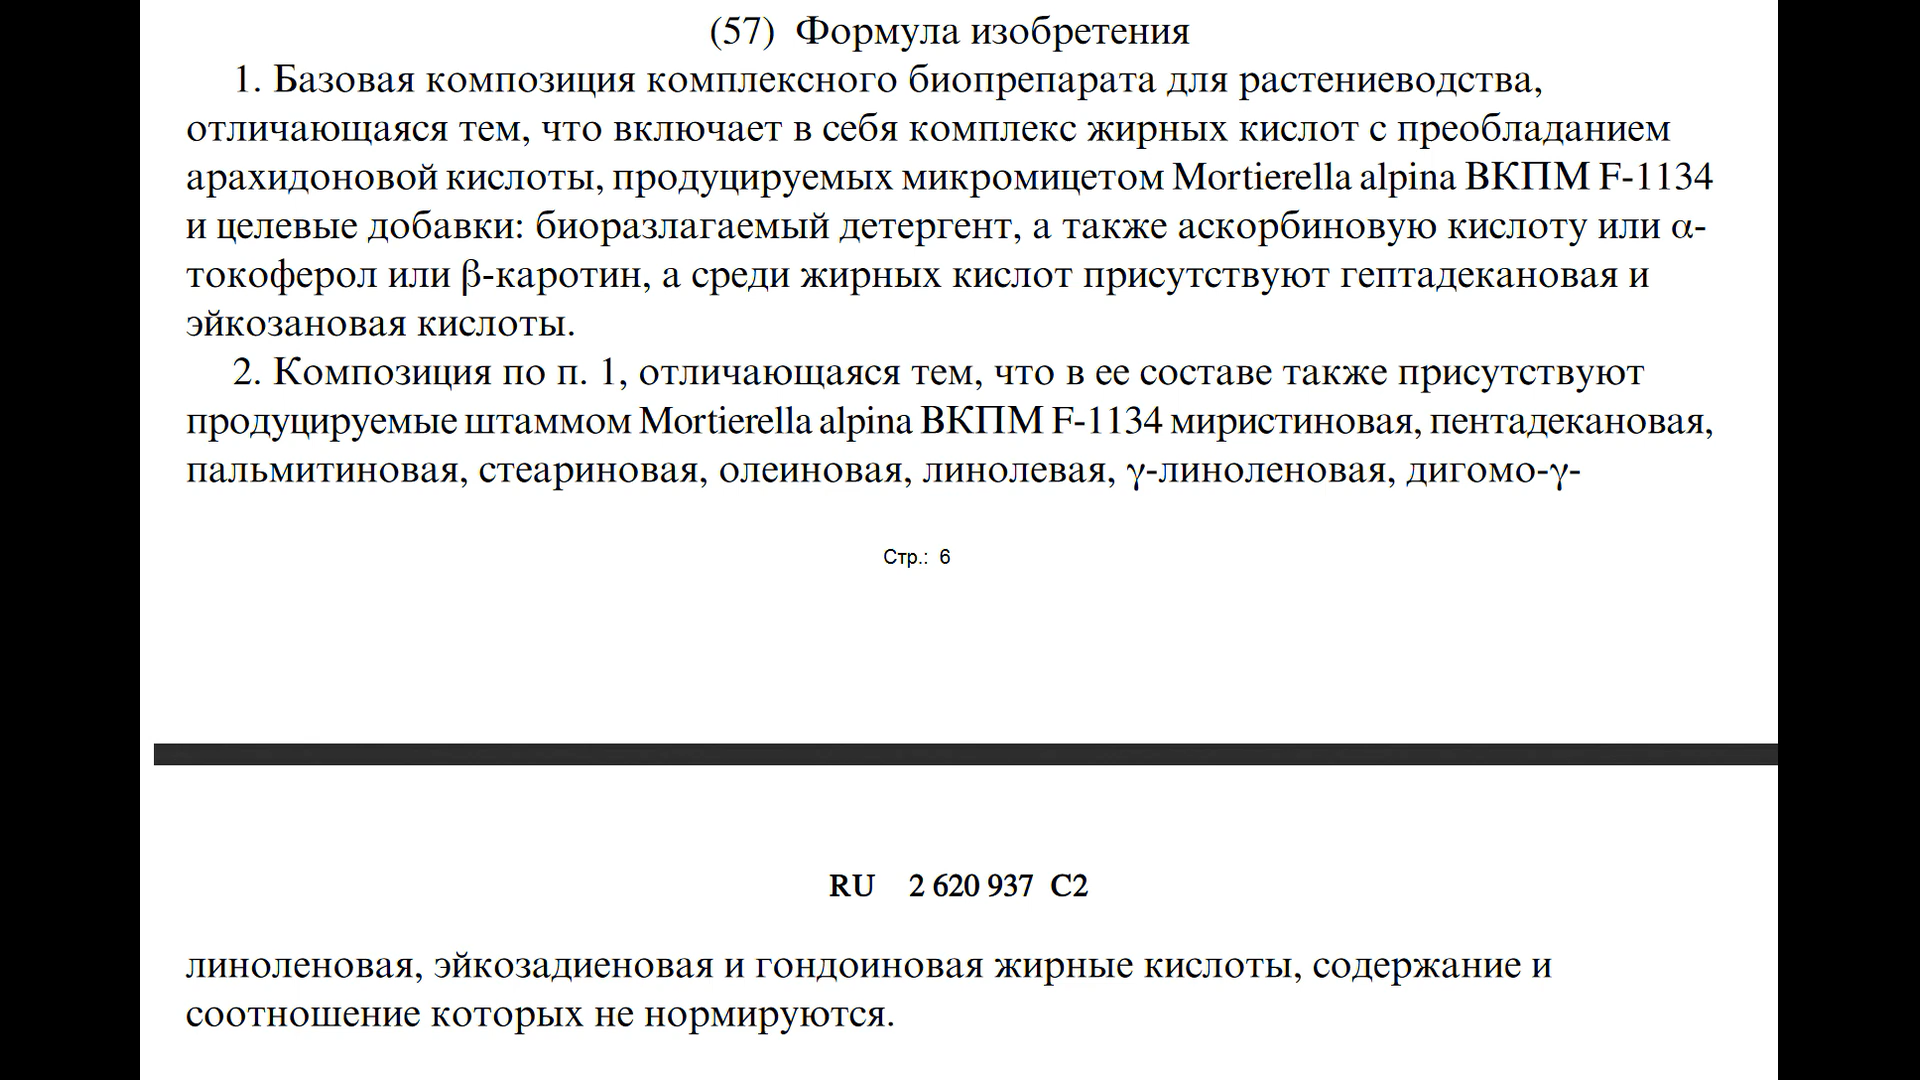 (57) Формула изобретения
1. Базовая композиция комплексного биопрепарата для растениеводства,
отличающаяся тем, что включает в себя комплекс жирных кислот с преобладанием
арахидоновой кислоты, продуцируемых микромицетом Mortierella alpina ВКПМ F-1134
и целевые добавки: биоразлагаемый детергент, а также аскорбиновую кислоту или α-
токоферол или β-каротин, а среди жирных кислот присутствуют гептадекановая и
эйкозановая кислоты.
2. Композиция по п. 1, отличающаяся тем, что в ее составе также присутствуют
продуцируемые штаммом Mortierella alpina ВКПМ F-1134 миристиновая, пентадекановая,
пальмитиновая, стеариновая, олеиновая, линолевая, γ-линоленовая, дигомо-γ-
Стр.: 6
RU 2 620 937 C2
линоленовая, эйкозадиеновая и гондоиновая жирные кислоты, содержание и
соотношение которых не нормируются.